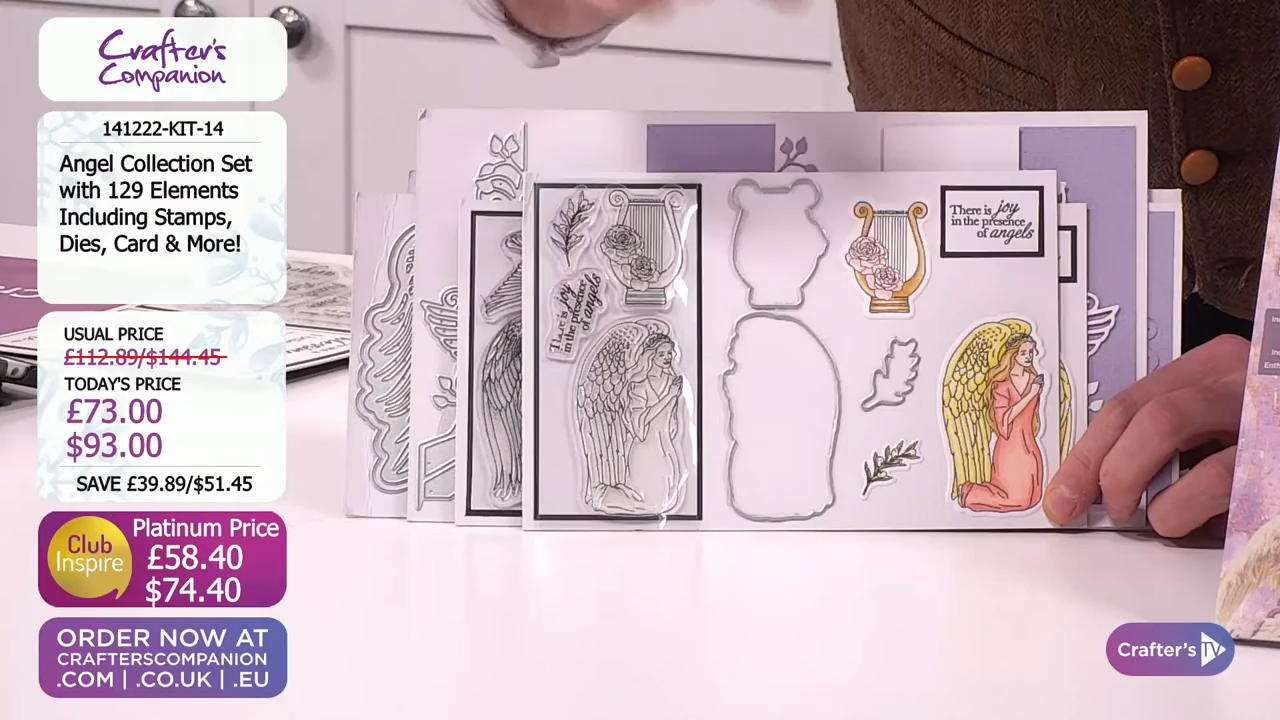 Crafter's
Companion
141222-KIT-14
Angel Collection Set
with 129 Elements
Including Stamps,
Dies, Card & More!
USUAL PRICE
£112.89/$144.45
TODAY'S PRICE
£73.00
$93.00
SAVE £39.89/$51.45
Club
Inspire
Platinum Price
£58.40
$74.40
ORDER NOW AT
CRAFTERSCOMPANION
.COM | .CO.UK | .EU
There is joy
in the presence
of angels
There is joy
in the presence
of angels
Crafter's TV